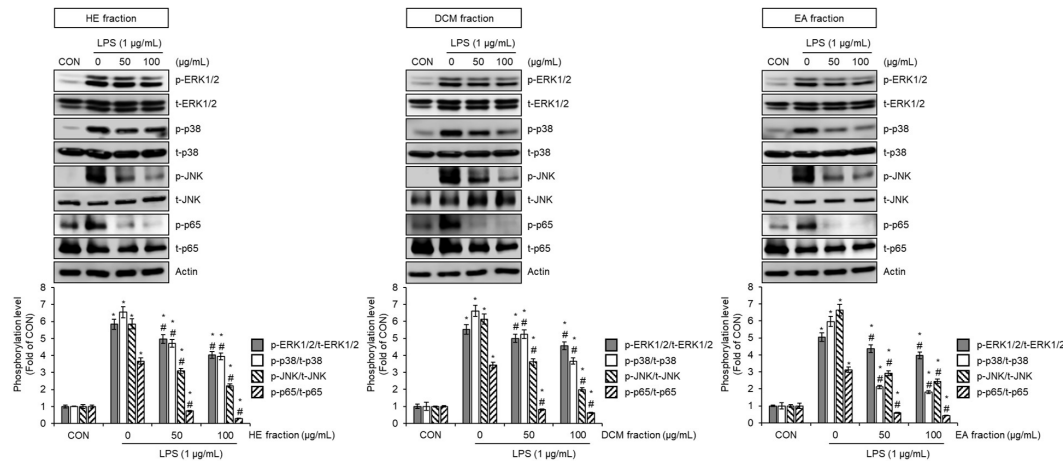 HE fraction
LPS (1 μg/mL)
CON 0 50 100 (μg/mL)
p-ERK1/2
t-ERK1/2
p-p38
t-p38
p-JNK
t-JNK
p-p65
t-p65
Actin
Phosphorylation level
(Fold of CON)
8
7
6
5
4
3
2
1
0
* * * *
* # * # * # * #
* # * # * # * #
p-ERK1/2/t-ERK1/2
p-p38/t-p38
p-JNK/t-JNK
p-p65/t-p65
CON 0 50 100 HE fraction (μg/mL)
LPS (1 μg/mL)
DCM fraction
LPS (1 μg/mL)
CON 0 50 100 (μg/mL)
p-ERK1/2
t-ERK1/2
p-p38
t-p38
p-JNK
t-JNK
p-p65
t-p65
Actin
Phosphorylation level
(Fold of CON)
8
7
6
5
4
3
2
1
0
* * * *
* # * # * # * #
* # * # * # * #
p-ERK1/2/t-ERK1/2
p-p38/t-p38
p-JNK/t-JNK
p-p65/t-p65
CON 0 50 100 DCM fraction (μg/mL)
LPS (1 μg/mL)
EA fraction
LPS (1 μg/mL)
CON 0 50 100 (μg/mL)
p-ERK1/2
t-ERK1/2
p-p38
t-p38
p-JNK
t-JNK
p-p65
t-p65
Actin
Phosphorylation level
(Fold of CON)
8
7
6
5
4
3
2
1
0
* * * *
* # * # * # * #
* # * # * # * #
p-ERK1/2/t-ERK1/2
p-p38/t-p38
p-JNK/t-JNK
p-p65/t-p65
CON 0 50 100 EA fraction (μg/mL)
LPS (1 μg/mL)